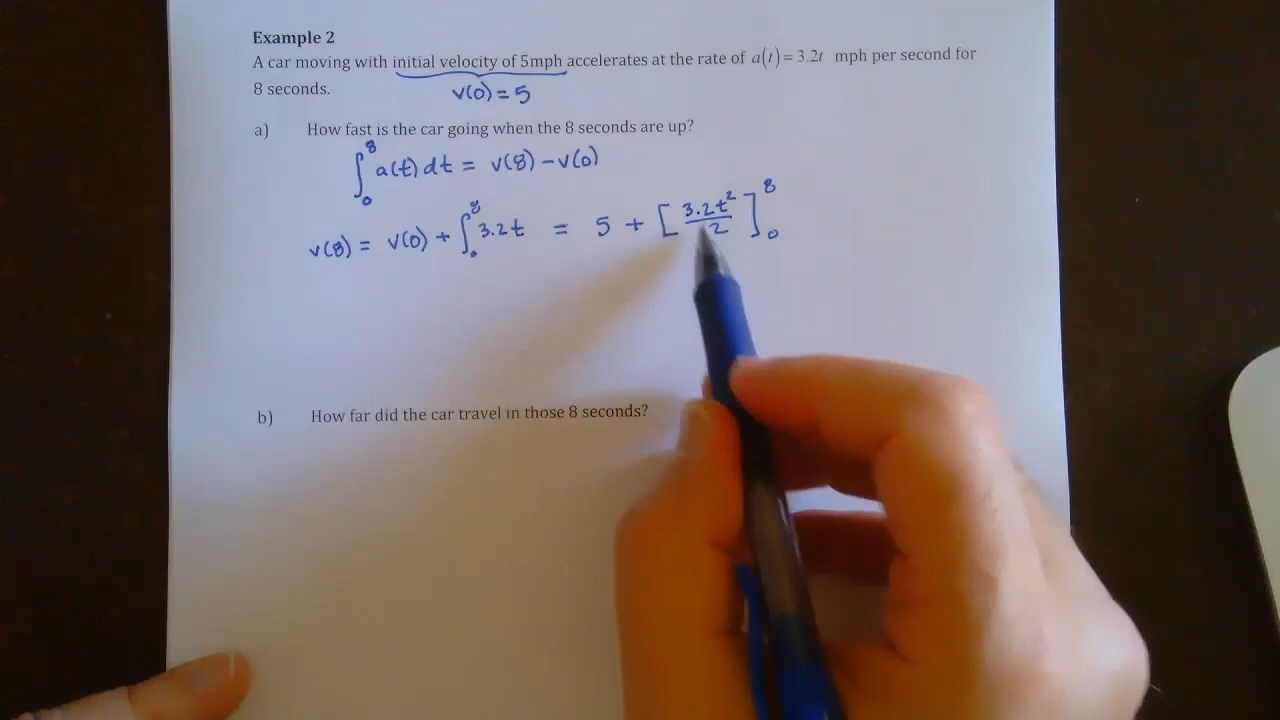 Example 2
A car moving with initial velocity of 5mph accelerates at the rate of a(t) = 3.2t mph per second for
8 seconds.
v(0) = 5
a) How fast is the car going when the 8 seconds are up?
∫₀⁸ a(t) dt = v(8) - v(0)
v(8) = v(0) + ∫₀⁸ 3.2t = 5 + [3.2t²/2]₀⁸
b) How far did the car travel in those 8 seconds?